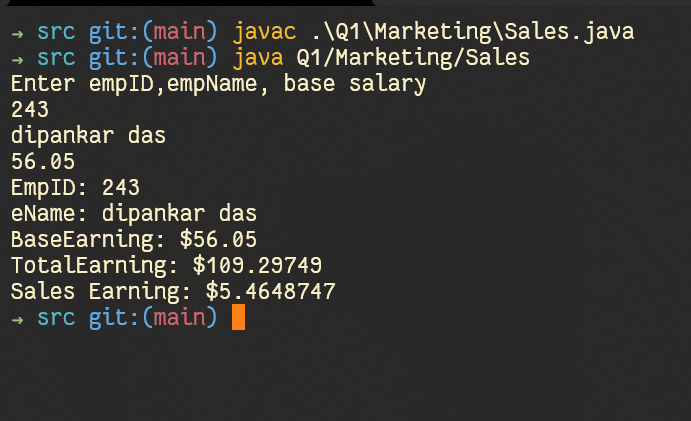 → src git:(main) javac .\Q1\Marketing\Sales.java
→ src git:(main) java Q1/Marketing/Sales
Enter empID,empName, base salary
243
dipankar das
56.05
EmpID: 243
eName: dipankar das
BaseEarning: $56.05
TotalEarning: $109.29749
Sales Earning: $5.4648747
→ src git:(main)